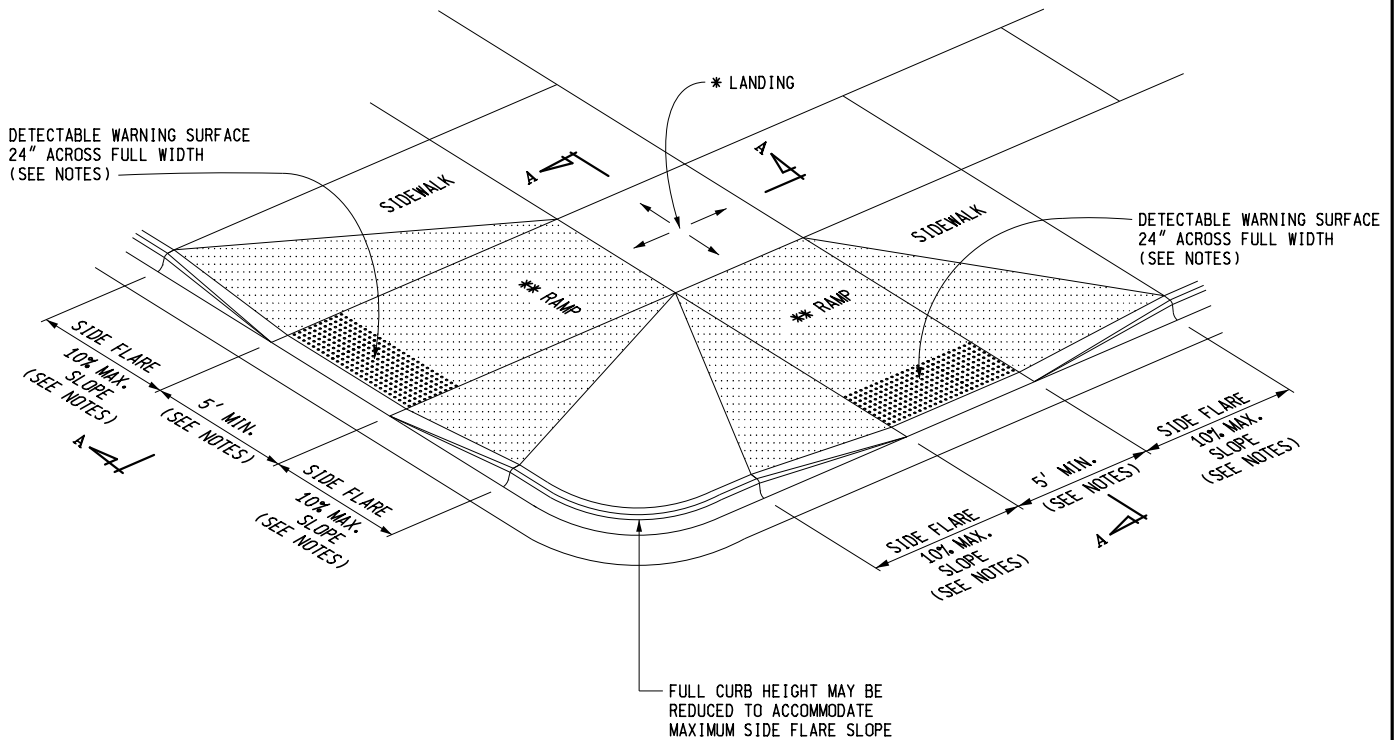 * LANDING
DETECTABLE WARNING SURFACE
24" ACROSS FULL WIDTH
(SEE NOTES)
A
A
SIDEWALK
SIDEWALK
DETECTABLE WARNING SURFACE
24" ACROSS FULL WIDTH
(SEE NOTES)
** RAMP
** RAMP
SIDE FLARE
10% MAX.
SLOPE
(SEE NOTES)
5' MIN.
(SEE NOTES)
A
SIDE FLARE
10% MAX.
SLOPE
(SEE NOTES)
SIDE FLARE
10% MAX.
SLOPE
(SEE NOTES)
5' MIN.
(SEE NOTES)
A
SIDE FLARE
10% MAX.
SLOPE
(SEE NOTES)
FULL CURB HEIGHT MAY BE
REDUCED TO ACCOMMODATE
MAXIMUM SIDE FLARE SLOPE